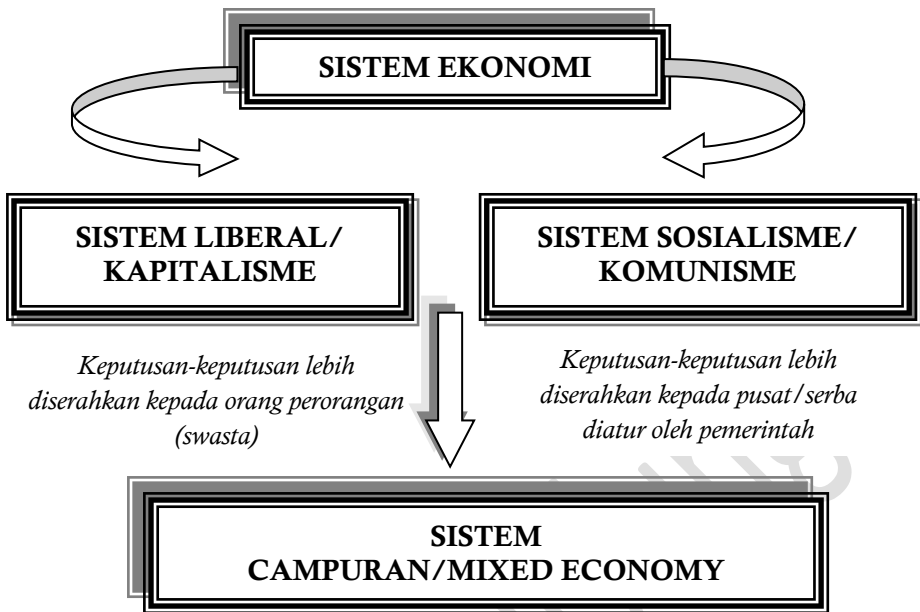 SISTEM EKONOMI
SISTEM LIBERAL/
KAPITALISME
SISTEM SOSIALISME/
KOMUNISME
Keputusan-keputusan lebih
diserahkan kepada orang perorangan
(swasta)
Keputusan-keputusan lebih
diserahkan kepada pusat/serba
diatur oleh pemerintah
SISTEM
CAMPURAN/MIXED ECONOMY